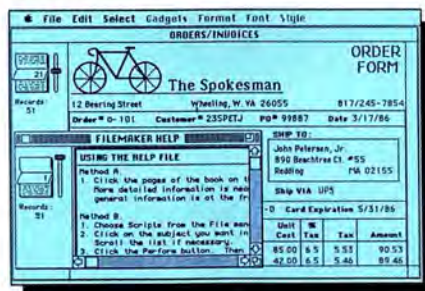 File Edit Select Gadgets Format Font Style
ORDERS/INVOICES
21
Records:
51
ORDER
FORM
The Spokesman
12 Bearing Street Wheeling, W. VA 26055 817/
245-7854
Order# 0-101 Customer# 23SPETJ PO# 99887 Date 3/17/86
FILEMAKER HELP
1
Records:
51
USING THE HELP FILE
Method A.
1. Click the pages of the book on t
More detailed information is nea
general information is at the fr
Method B.
1. Choose Scripts from the File men
2. Click on the subject you want in
Scroll the list if necessary.
3. Click the Perform button. Then
SHIP TO:
John Petersen, Jr.
890 Beachtree Ct. #55
Redding MA 02155
Ship VIA UPS
-0 Card Expiration 5/31/86
Unit Cost % Tax Tax Amount
85.00 6.5 5.53 90.53
42.00 6.5 5.46 89.46